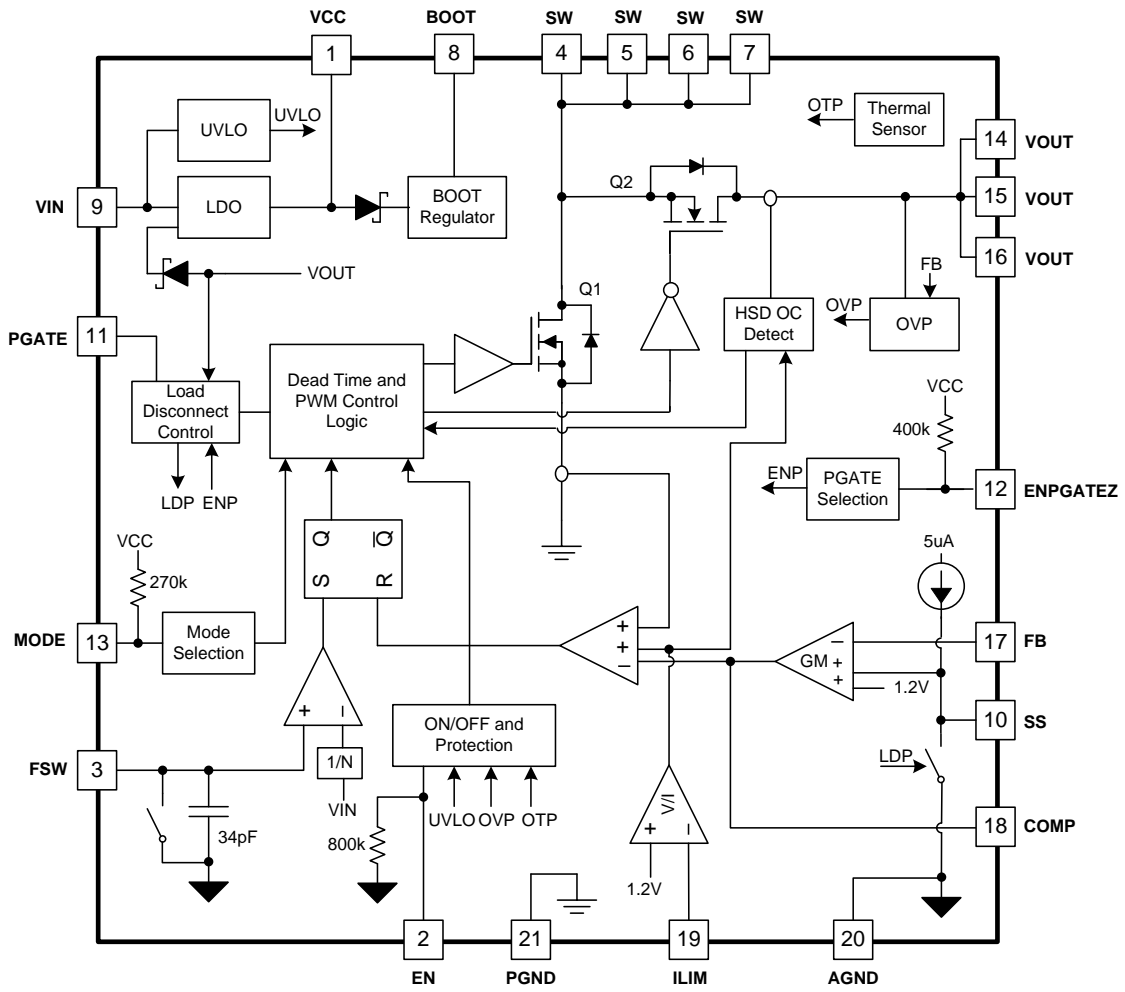 VCC
BOOT
SW
SW
SW
SW
1
8
4
5
6
7
UVLO
UVLO
OTP
Thermal
Sensor
14
VOUT
VIN
9
LDO
BOOT
Regulator
Q2
15
VOUT
16
VOUT
VOUT
FB
PGATE
11
Q1
HSD OC
Detect
OVP
OVP
Load
Disconnect
Control
Dead Time and
PWM Control
Logic
VCC
400k
LDP
ENP
ENP
PGATE
Selection
12
ENPGATEZ
VCC
270k
S
Q
R
Q̅
5uA
MODE
13
Mode
Selection
+
+
−
GM
−
+
+
1.2V
17
FB
10
SS
+
−
ON/OFF and
Protection
FSW
3
1/N
VIN
LDP
34pF
800k
UVLO
OVP
OTP
V/I
+
−
1.2V
18
COMP
2
21
19
20
EN
PGND
ILIM
AGND